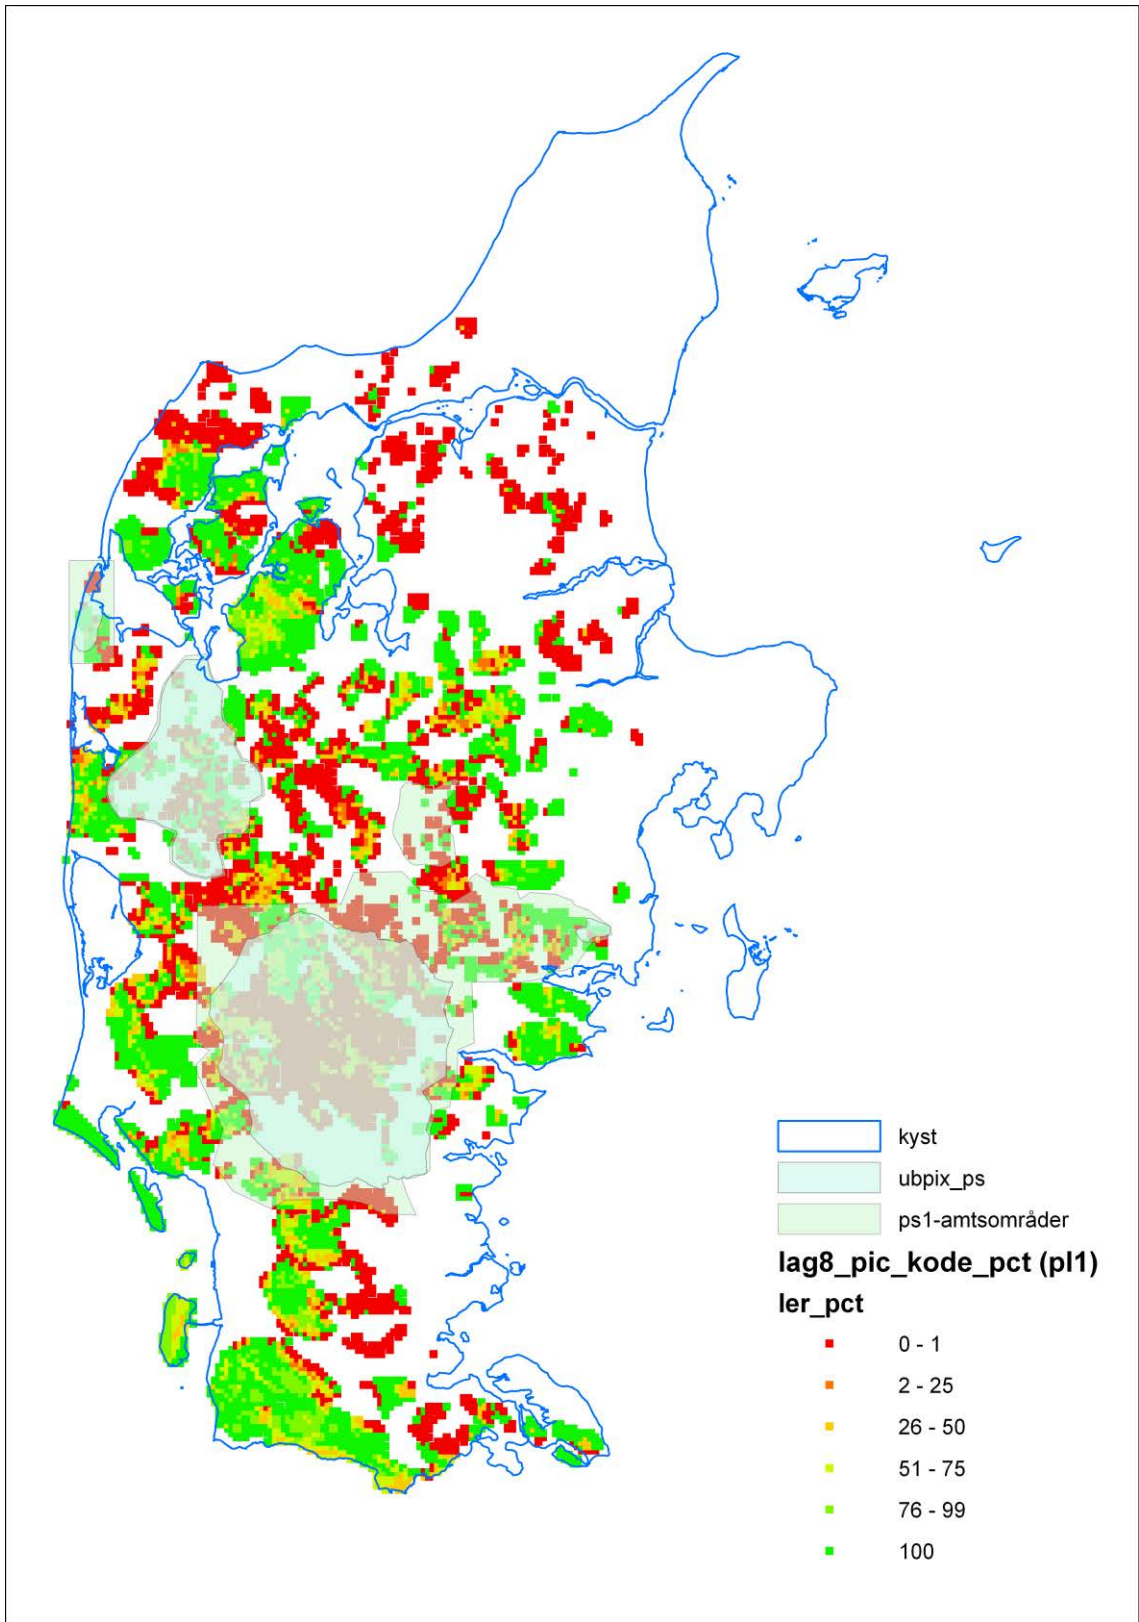 kyst
ubpix_ps
ps1-amtsområder
lag8_pic_kode_pct (pl1)
ler_pct
0 - 1
2 - 25
26 - 50
51 - 75
76 - 99
100